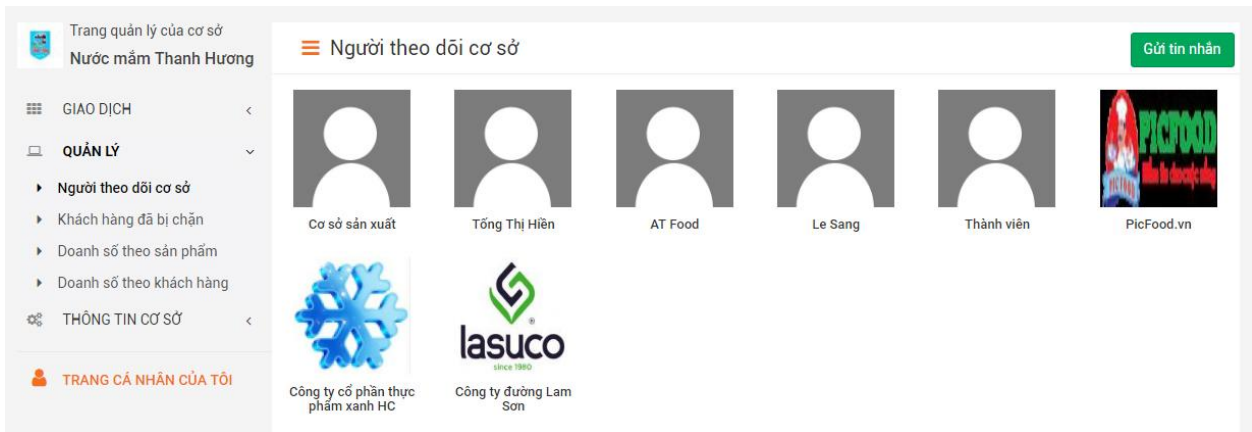 Trang quản lý của cơ sở
Nước mắm Thanh Hương
GIAO DỊCH
QUẢN LÝ
Người theo dõi cơ sở
Khách hàng đã bị chặn
Doanh số theo sản phẩm
Doanh số theo khách hàng
THÔNG TIN CƠ SỞ
TRANG CÁ NHÂN CỦA TÔI
Người theo dõi cơ sở
Gửi tin nhắn
PICFOOD
PIC FOOD
Cơ sở sản xuất
Tống Thị Hiền
AT Food
Le Sang
Thành viên
PicFood.vn
lasuco
since 1980
Công ty cổ phần thực
phẩm xanh HC
Công ty đường Lam
Sơn